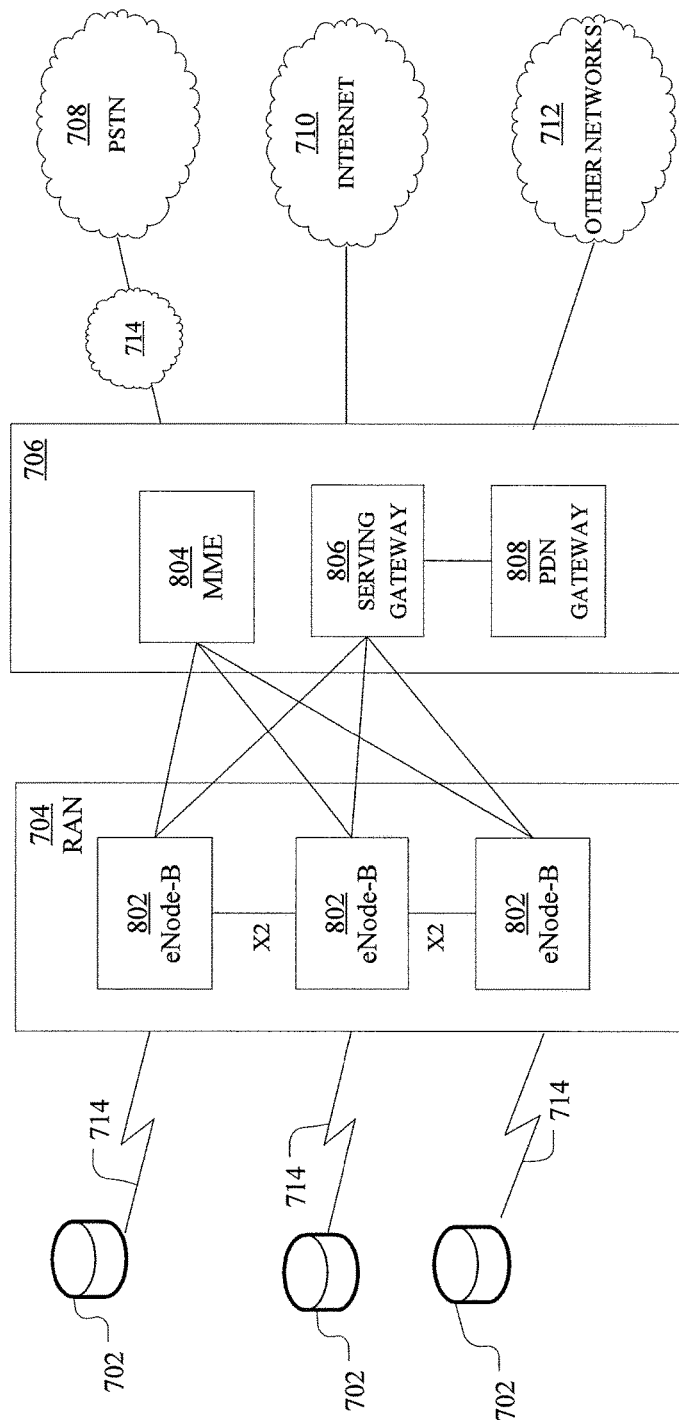 702
702
702
714
714
714
704
RAN
802
eNode-B
X2
802
eNode-B
X2
802
eNode-B
706
804
MME
806
SERVING
GATEWAY
808
PDN
GATEWAY
714
708
PSTN
710
INTERNET
712
OTHER NETWORKS